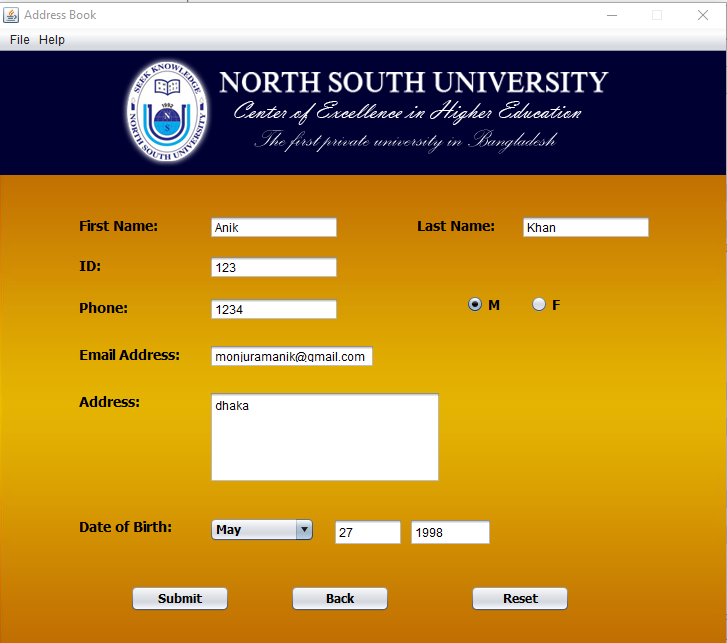 Address Book
File Help
SEEK KNOWLEDGE
1992
N
S
NORTH SOUTH UNIVERSITY
NORTH SOUTH UNIVERSITY
Center of Excellence in Higher Education
The first private university in Bangladesh
First Name: Anik Last Name: Khan
ID: 123
Phone: 1234 M F
Email Address: monjuramanik@gmail.com
Address: dhaka
Date of Birth: May 27 1998
Submit Back Reset